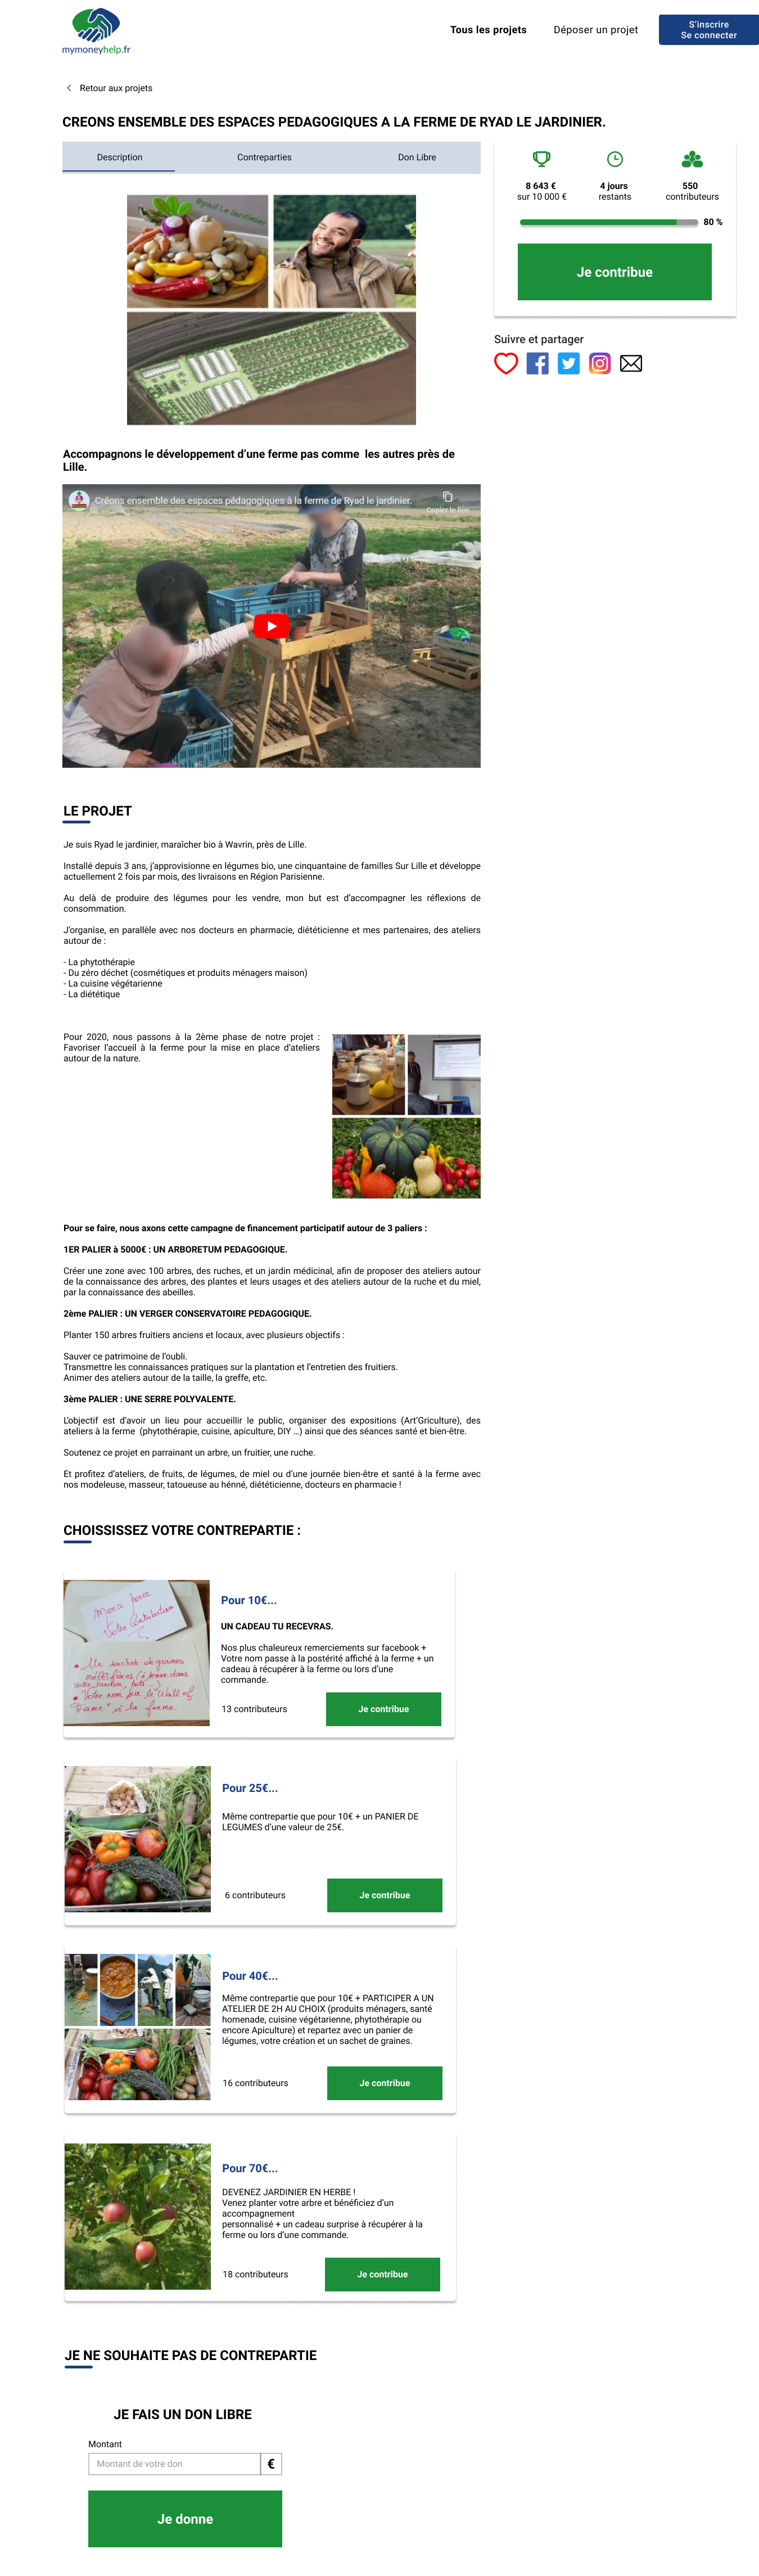 mymoneyhelp.fr
Tous les projets
Déposer un projet
S'inscrire
Se connecter
Retour aux projets
CREONS ENSEMBLE DES ESPACES PEDAGOGIQUES A LA FERME DE RYAD LE JARDINIER.
Description
Contreparties
Don Libre
8 643 €
sur 10 000 €
4 jours
restants
550
contributeurs
80 %
Je contribue
Suivre et partager
Ryad Le Jardinier
Accompagnons le développement d'une ferme pas comme les autres près de
Lille.
Créons ensemble des espaces pédagogiques à la ferme de Ryad le jardinier.
Copier le lien
LE PROJET
Je suis Ryad le jardinier, maraîcher bio à Wavrin, près de Lille.
Installé depuis 3 ans, j'approvisionne en légumes bio, une cinquantaine de familles Sur Lille et développe
actuellement 2 fois par mois, des livraisons en Région Parisienne.
Au delà de produire des légumes pour les vendre, mon but est d'accompagner les réflexions de
consommation.
J'organise, en parallèle avec nos docteurs en pharmacie, diététicienne et mes partenaires, des ateliers
autour de :
- La phytothérapie
- Du zéro déchet (cosmétiques et produits ménagers maison)
- La cuisine végétarienne
- La diététique
Pour 2020, nous passons à la 2ème phase de notre projet :
Favoriser l'accueil à la ferme pour la mise en place d'ateliers
autour de la nature.
Pour se faire, nous axons cette campagne de financement participatif autour de 3 paliers :
1ER PALIER à 5000€ : UN ARBORETUM PEDAGOGIQUE.
Créer une zone avec 100 arbres, des ruches, et un jardin médicinal, afin de proposer des ateliers autour
de la connaissance des arbres, des plantes et leurs usages et des ateliers autour de la ruche et du miel,
par la connaissance des abeilles.
2ème PALIER : UN VERGER CONSERVATOIRE PEDAGOGIQUE.
Planter 150 arbres fruitiers anciens et locaux, avec plusieurs objectifs :
Sauver ce patrimoine de l'oubli.
Transmettre les connaissances pratiques sur la plantation et l'entretien des fruitiers.
Animer des ateliers autour de la taille, la greffe, etc.
3ème PALIER : UNE SERRE POLYVALENTE.
L'objectif est d'avoir un lieu pour accueillir le public, organiser des expositions (Art'Griculture), des
ateliers à la ferme (phytothérapie, cuisine, apiculture, DIY …) ainsi que des séances santé et bien-être.
Soutenez ce projet en parrainant un arbre, un fruitier, une ruche.
Et profitez d'ateliers, de fruits, de légumes, de miel ou d'une journée bien-être et santé à la ferme avec
nos modeleuse, masseur, tatoueuse au hénné, diététicienne, docteurs en pharmacie !
CHOISSISSEZ VOTRE CONTREPARTIE :
Merci pour
Votre Contribution
• Un sachet de graines
mellifères (à semer dans
votre jardin, pots …)
• Votre nom sur le "Wall of
Fame" à la ferme
Pour 10€...
UN CADEAU TU RECEVRAS.
Nos plus chaleureux remerciements sur facebook +
Votre nom passe à la postérité affiché à la ferme + un
cadeau à récupérer à la ferme ou lors d'une
commande.
13 contributeurs
Je contribue
Pour 25€...
Même contrepartie que pour 10€ + un PANIER DE
LEGUMES d'une valeur de 25€.
6 contributeurs
Je contribue
Pour 40€...
Même contrepartie que pour 10€ + PARTICIPER A UN
ATELIER DE 2H AU CHOIX (produits ménagers, santé
homenade, cuisine végétarienne, phytothérapie ou
encore Apiculture) et repartez avec un panier de
légumes, votre création et un sachet de graines.
16 contributeurs
Je contribue
Pour 70€...
DEVENEZ JARDINIER EN HERBE !
Venez planter votre arbre et bénéficiez d'un
accompagnement
personnalisé + un cadeau surprise à récupérer à la
ferme ou lors d'une commande.
18 contributeurs
Je contribue
JE NE SOUHAITE PAS DE CONTREPARTIE
JE FAIS UN DON LIBRE
Montant
Montant de votre don
€
Je donne